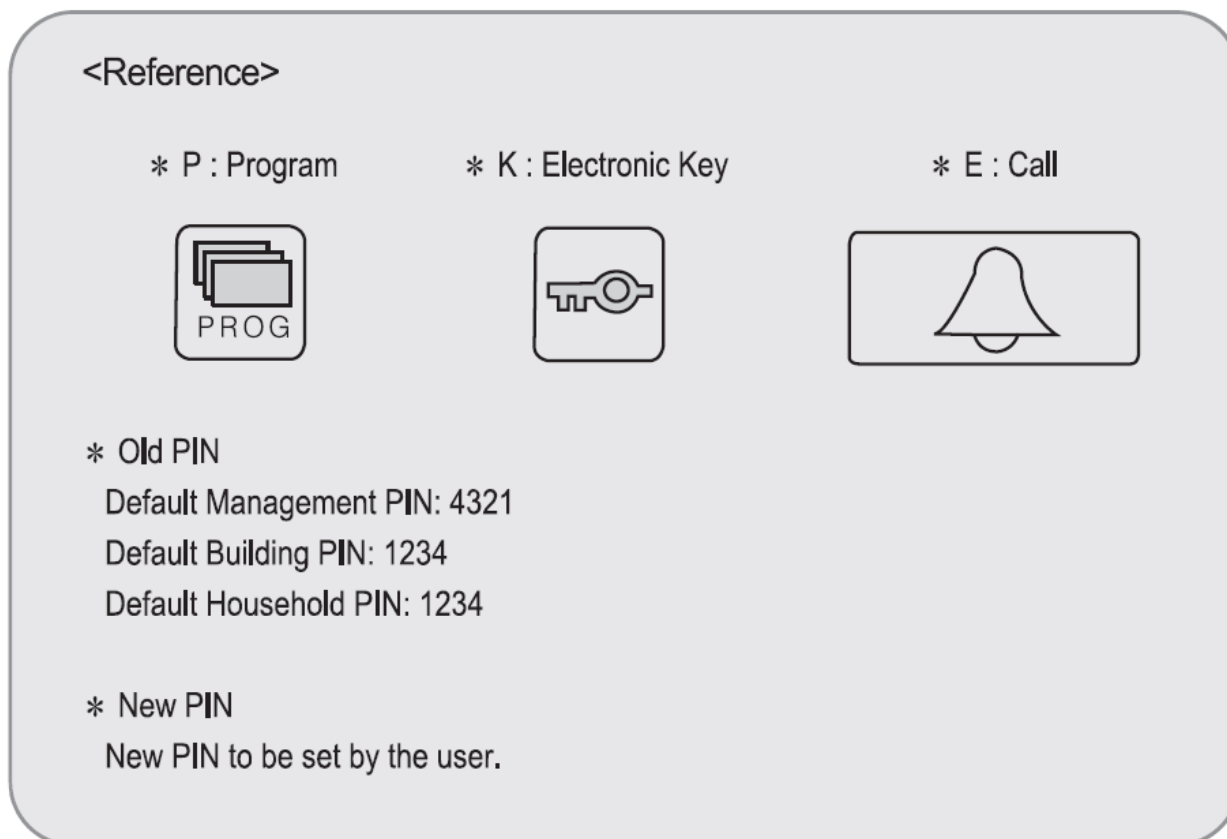 <Reference>
* P : Program * K : Electronic Key * E : Call
PROG
* Old PIN
Default Management PIN: 4321
Default Building PIN: 1234
Default Household PIN: 1234
* New PIN
New PIN to be set by the user.